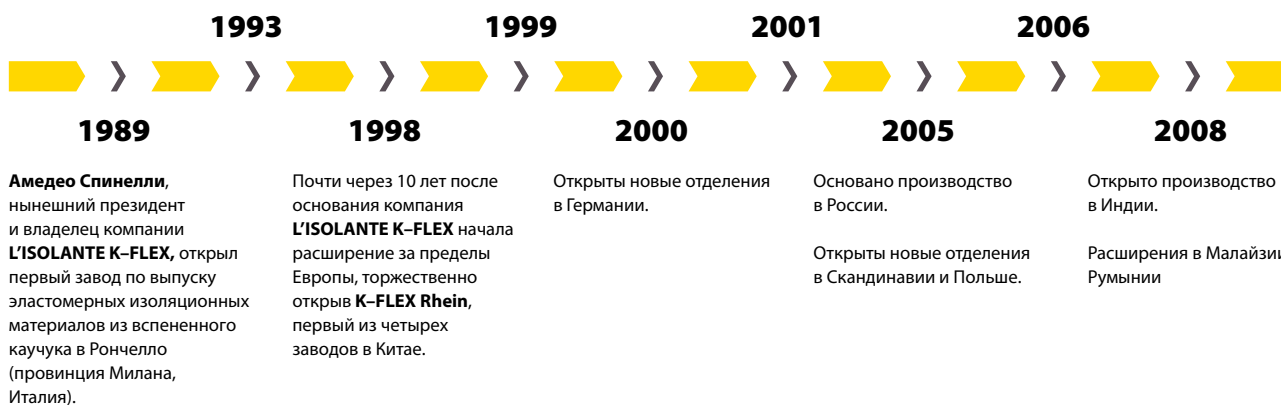 1993
1999
2001
2006
1989
1998
2000
2005
2008
Амедео Спинелли,
нынешний президент
и владелец компании
L'ISOLANTE K–FLEX, открыл
первый завод по выпуску
эластомерных изоляционных
материалов из вспененного
каучука в Рончелло
(провинция Милана,
Италия).
Почти через 10 лет после
основания компания
L'ISOLANTE K–FLEX начала
расширение за пределы
Европы, торжественно
открыв K–FLEX Rhein,
первый из четырех
заводов в Китае.
Открыты новые отделения
в Германии.
Основано производство
в России.
Открыты новые отделения
в Скандинавии и Польше.
Открыто производство
в Индии.
Расширения в Малайзии
Румынии